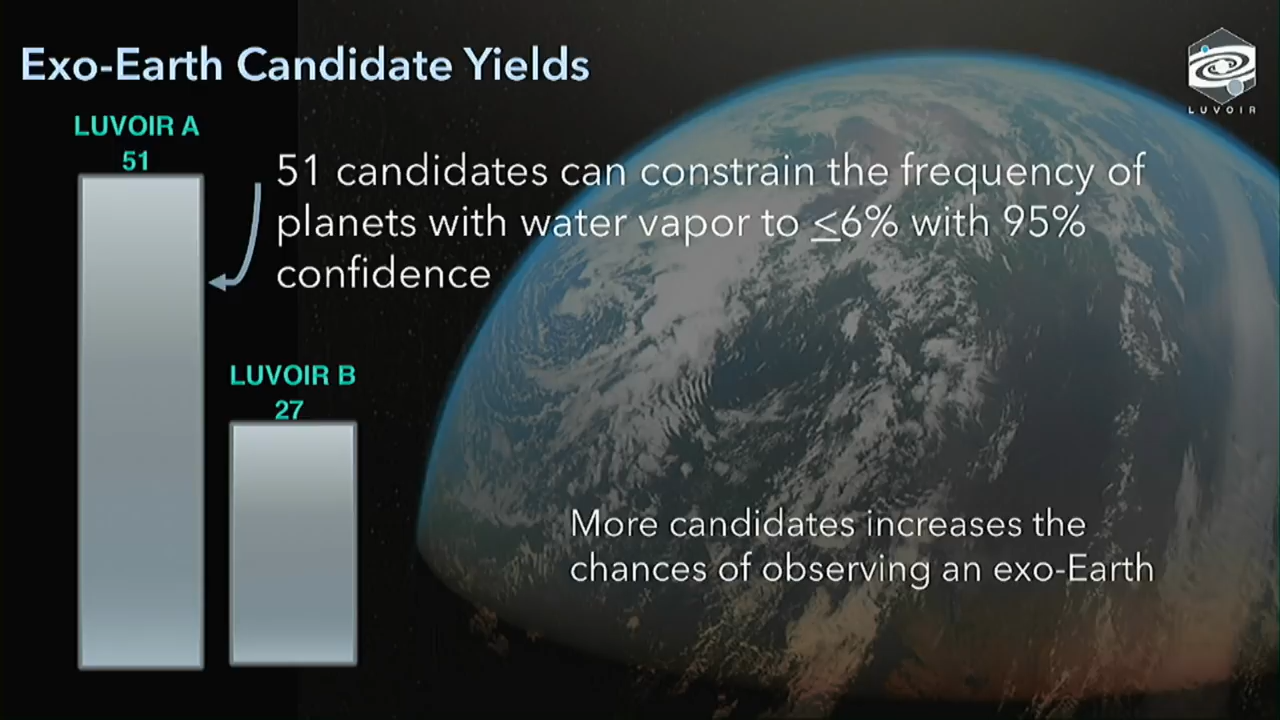 Exo-Earth Candidate Yields
LUVOIR
LUVOIR A
51
51 candidates can constrain the frequency of
planets with water vapor to ≤6% with 95%
confidence
LUVOIR B
27
More candidates increases the
chances of observing an exo-Earth